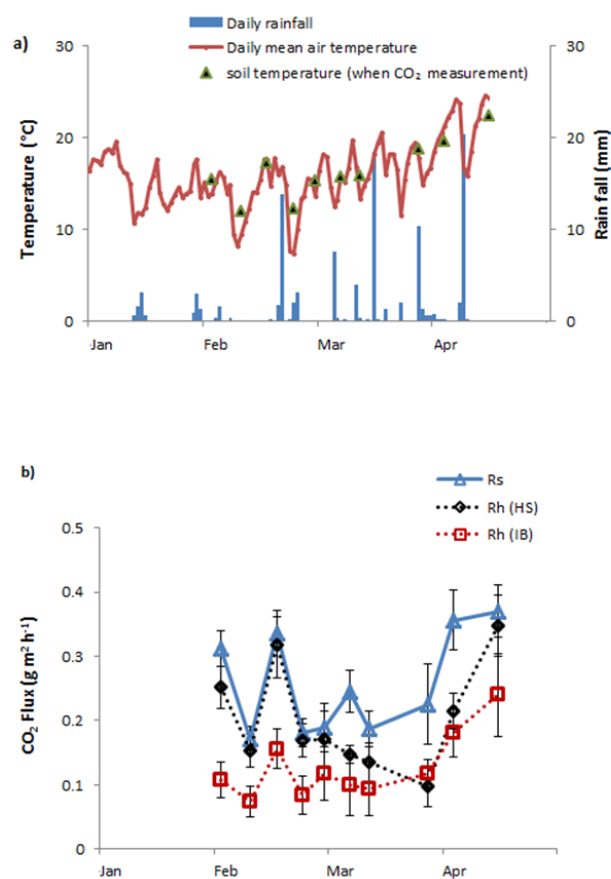 Daily rainfall
a)
Daily mean air temperature
soil temperature (when CO₂ measurement)
30
20
10
0
Temperature (°C)
30
20
10
0
Rain fall (mm)
Jan
Feb
Mar
Apr
b)
Rs
Rh (HS)
Rh (IB)
0.5
0.4
0.3
0.2
0.1
0
CO₂ Flux (g m² h⁻¹)
Jan
Feb
Mar
Apr